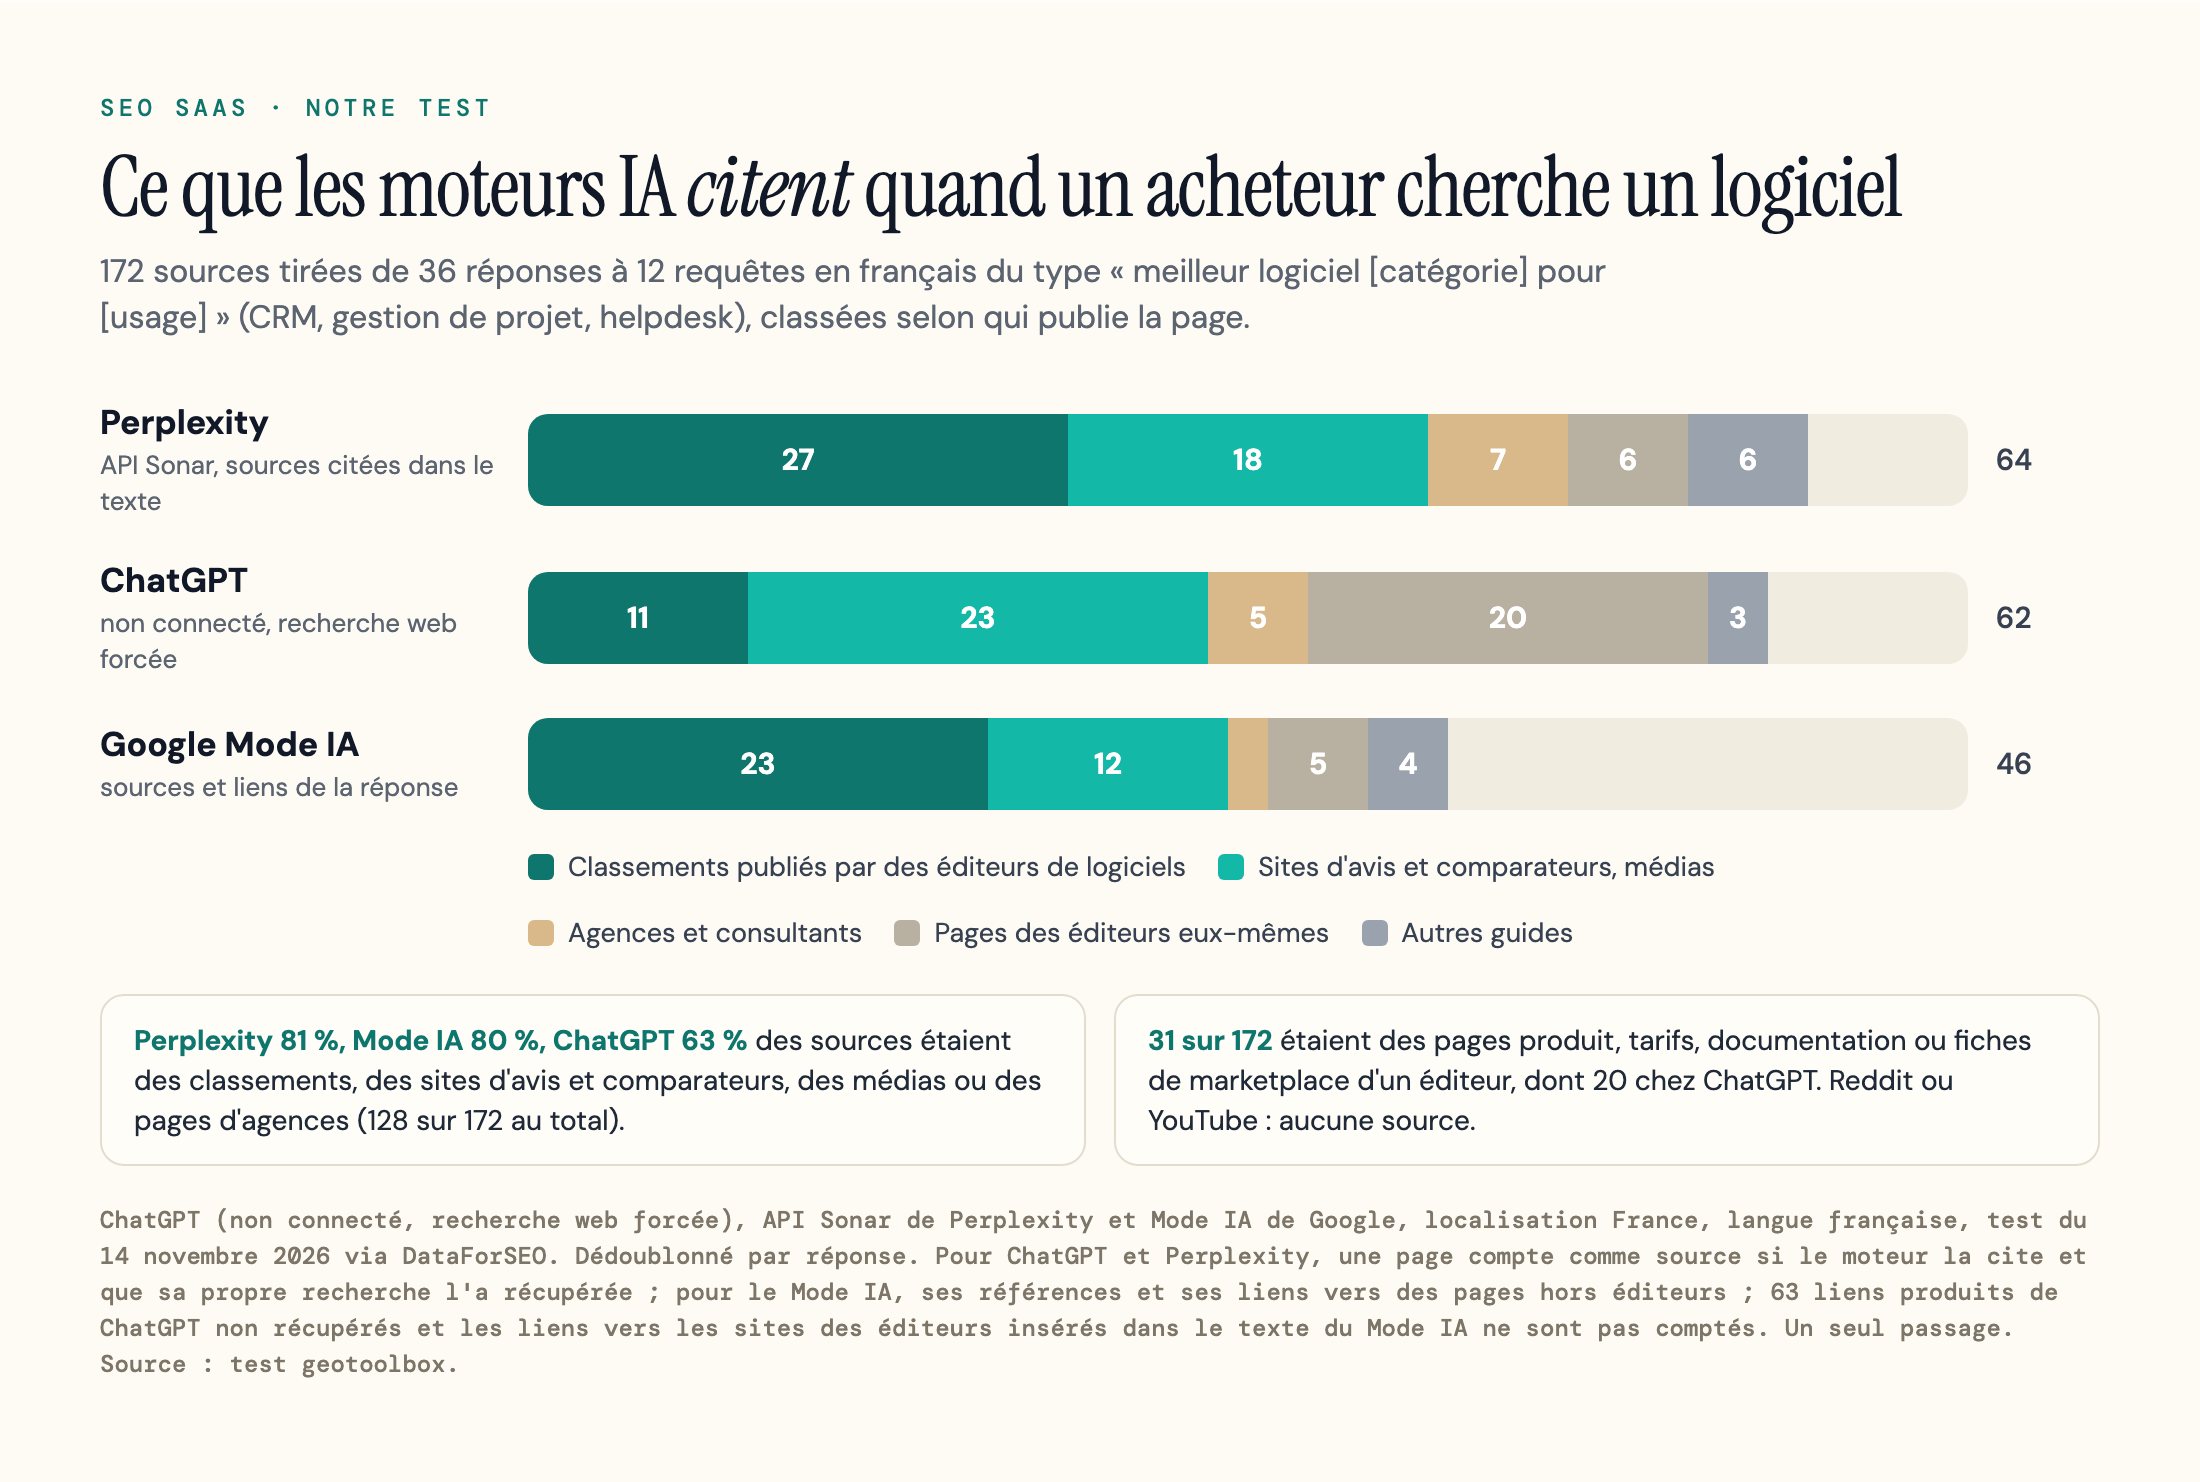 SEO SAAS · NOTRE TEST
Ce que les moteurs IA citent quand un acheteur cherche un logiciel
172 sources tirées de 36 réponses à 12 requêtes en français du type « meilleur logiciel [catégorie] pour
[usage] » (CRM, gestion de projet, helpdesk), classées selon qui publie la page.
Perplexity
API Sonar, sources citées dans le
texte
27 18 7 6 6 64
ChatGPT
non connecté, recherche web
forcée
11 23 5 20 3 62
Google Mode IA
sources et liens de la réponse
23 12 5 4 46
Classements publiés par des éditeurs de logiciels Sites d'avis et comparateurs, médias
Agences et consultants Pages des éditeurs eux-mêmes Autres guides
Perplexity 81 %, Mode IA 80 %, ChatGPT 63 % des sources étaient
des classements, des sites d'avis et comparateurs, des médias ou des
pages d'agences (128 sur 172 au total).
31 sur 172 étaient des pages produit, tarifs, documentation ou fiches
de marketplace d'un éditeur, dont 20 chez ChatGPT. Reddit ou
YouTube : aucune source.
ChatGPT (non connecté, recherche web forcée), API Sonar de Perplexity et Mode IA de Google, localisation France, langue française, test du
14 novembre 2026 via DataForSEO. Dédoublonné par réponse. Pour ChatGPT et Perplexity, une page compte comme source si le moteur la cite et
que sa propre recherche l'a récupérée ; pour le Mode IA, ses références et ses liens vers des pages hors éditeurs ; 63 liens produits de
ChatGPT non récupérés et les liens vers les sites des éditeurs insérés dans le texte du Mode IA ne sont pas comptés. Un seul passage.
Source : test geotoolbox.